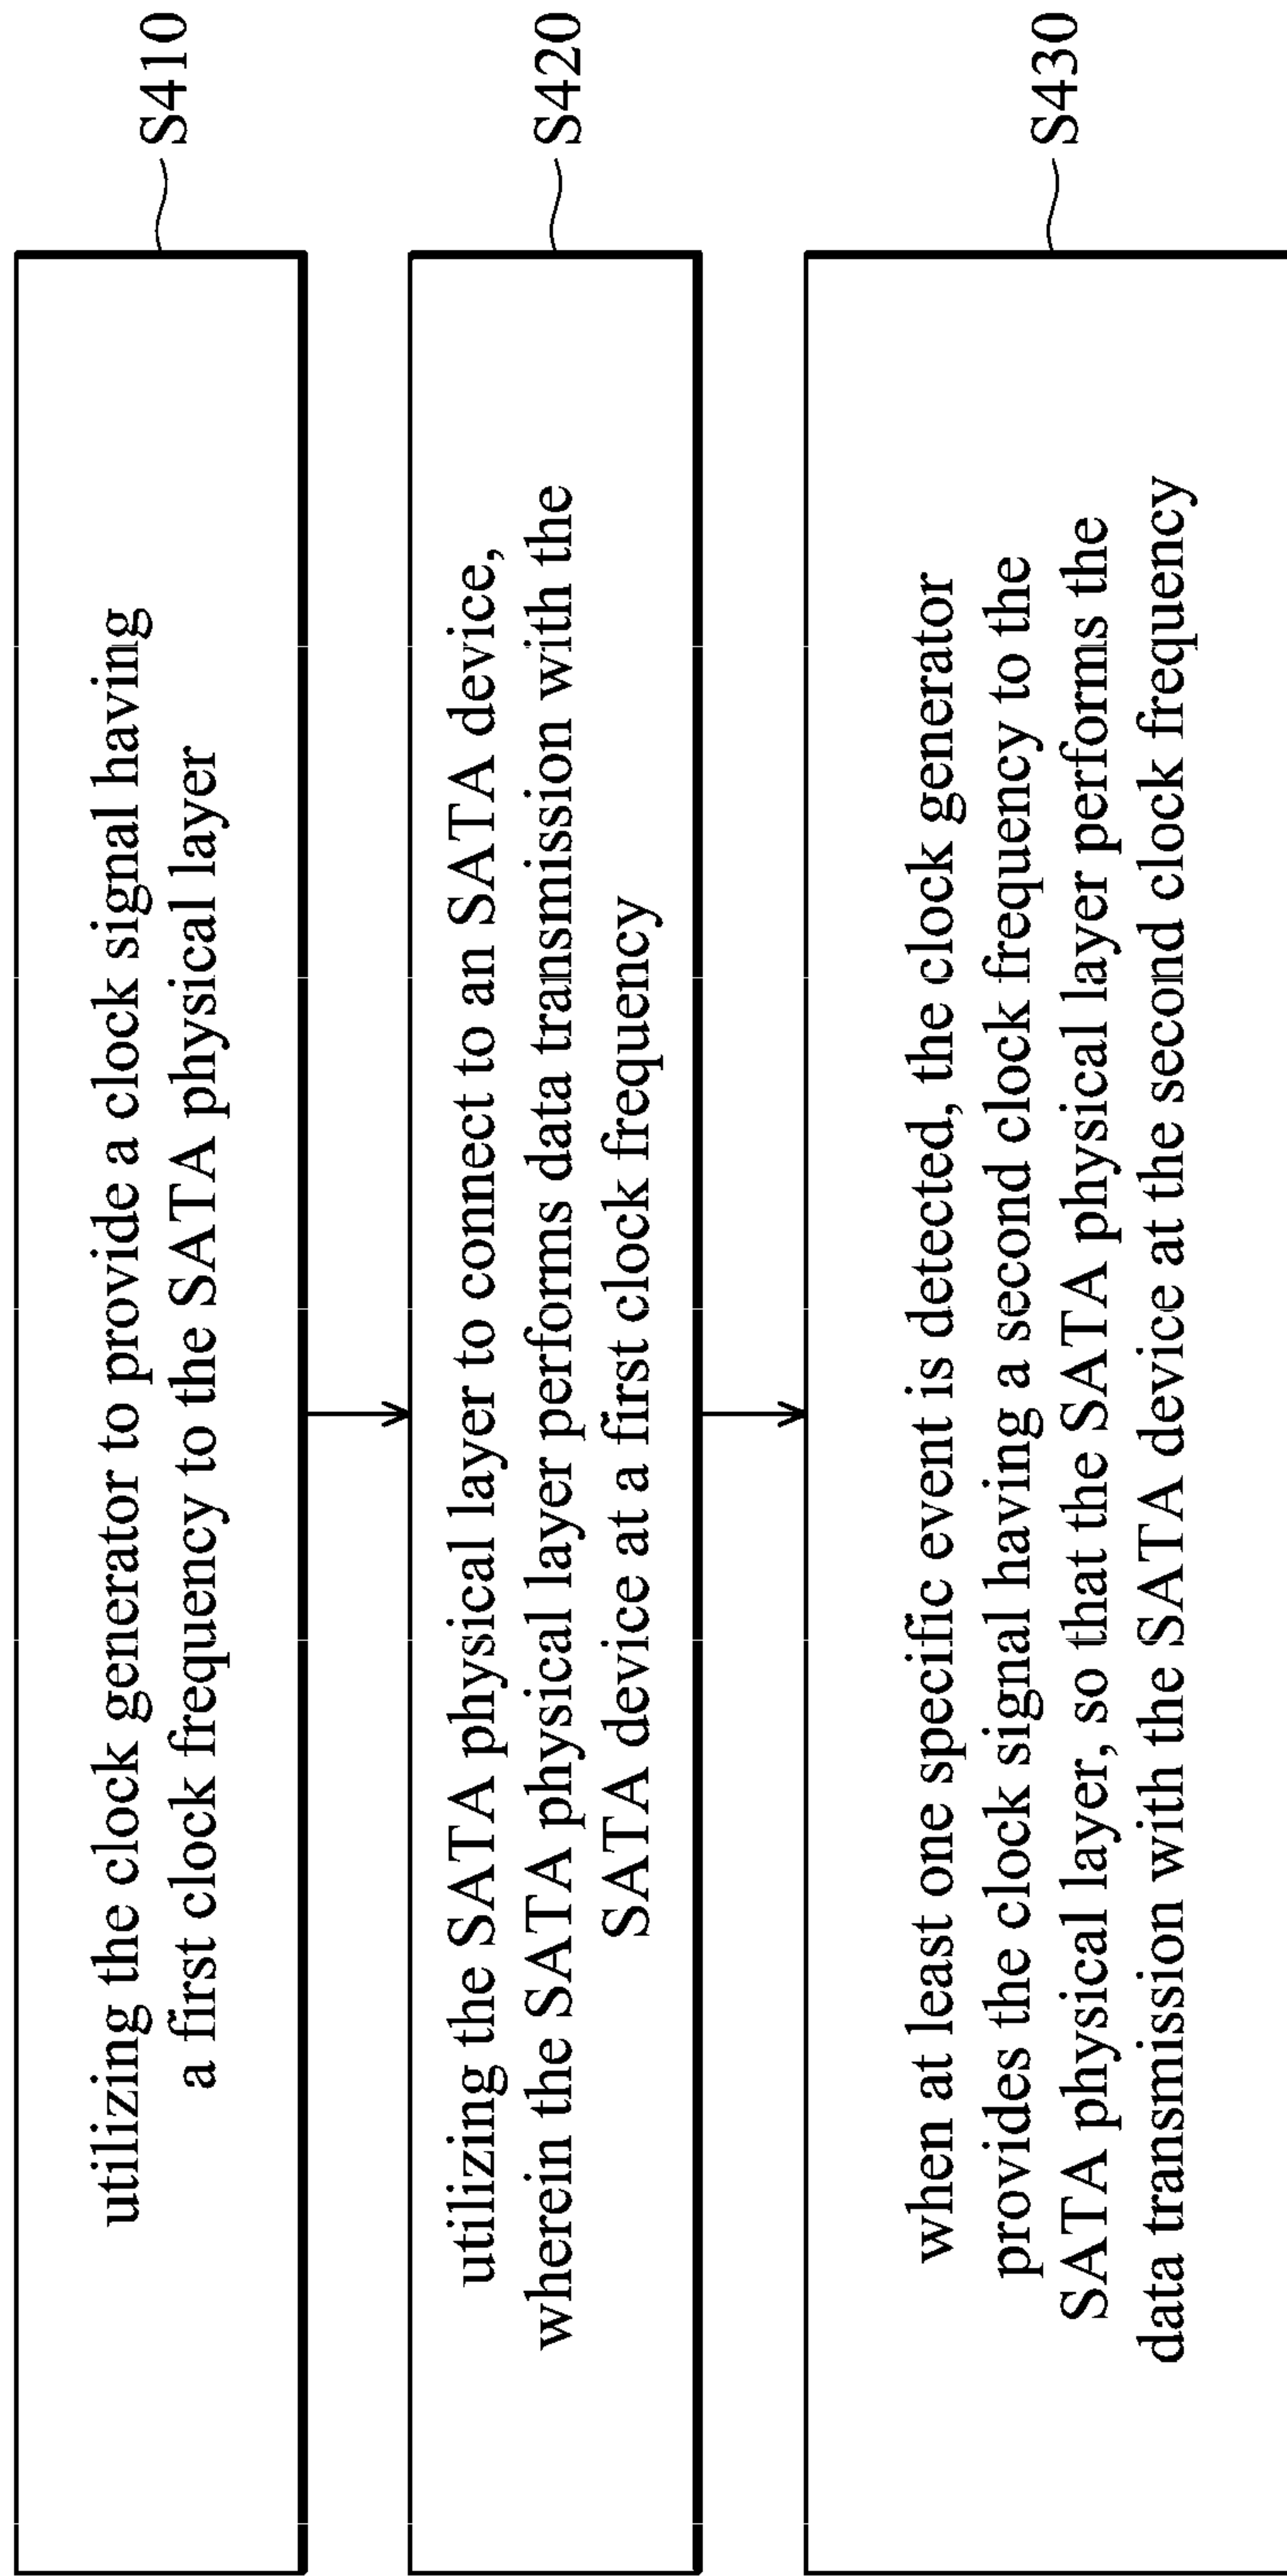 utilizing the clock generator to provide a clock signal having
a first clock frequency to the SATA physical layer
S410
utilizing the SATA physical layer to connect to an SATA device,
wherein the SATA physical layer performs data transmission with the
SATA device at a first clock frequency
S420
when at least one specific event is detected, the clock generator
provides the clock signal having a second clock frequency to the
SATA physical layer, so that the SATA physical layer performs the
data transmission with the SATA device at the second clock frequency
S430